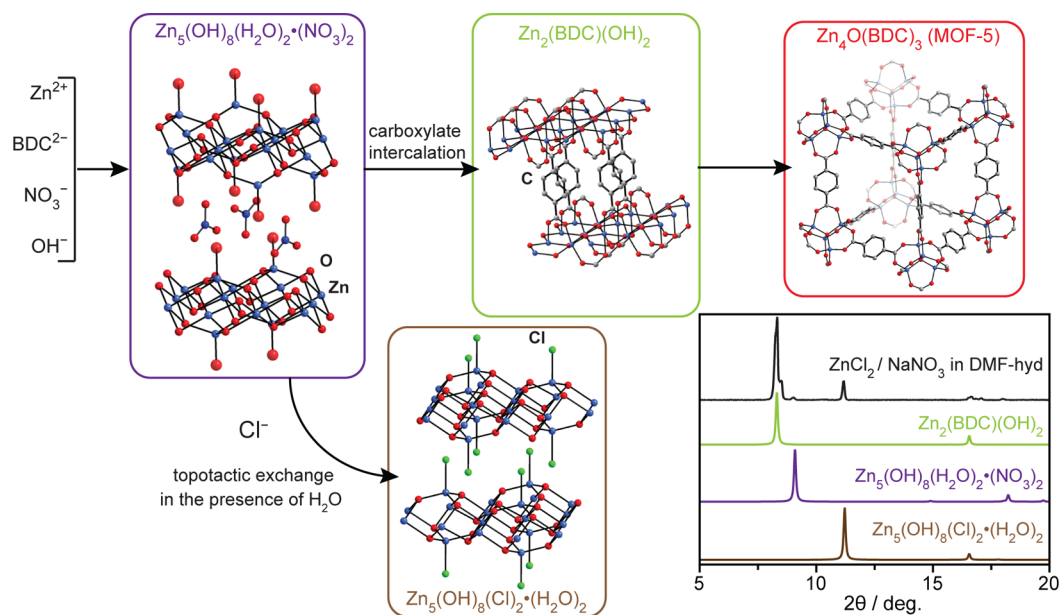 Zn₅(OH)₈(H₂O)₂•(NO₃)₂
Zn₂(BDC)(OH)₂
Zn₄O(BDC)₃ (MOF-5)
Zn²⁺
BDC²⁻
NO₃⁻
OH⁻
carboxylate
intercalation
C
O
Zn
Cl⁻
topotactic exchange
in the presence of H₂O
Cl
Zn₅(OH)₈(Cl)₂•(H₂O)₂
ZnCl₂ / NaNO₃ in DMF-hyd
Zn₂(BDC)(OH)₂
Zn₅(OH)₈(H₂O)₂•(NO₃)₂
Zn₅(OH)₈(Cl)₂•(H₂O)₂
5 10 15 20
2θ / deg.